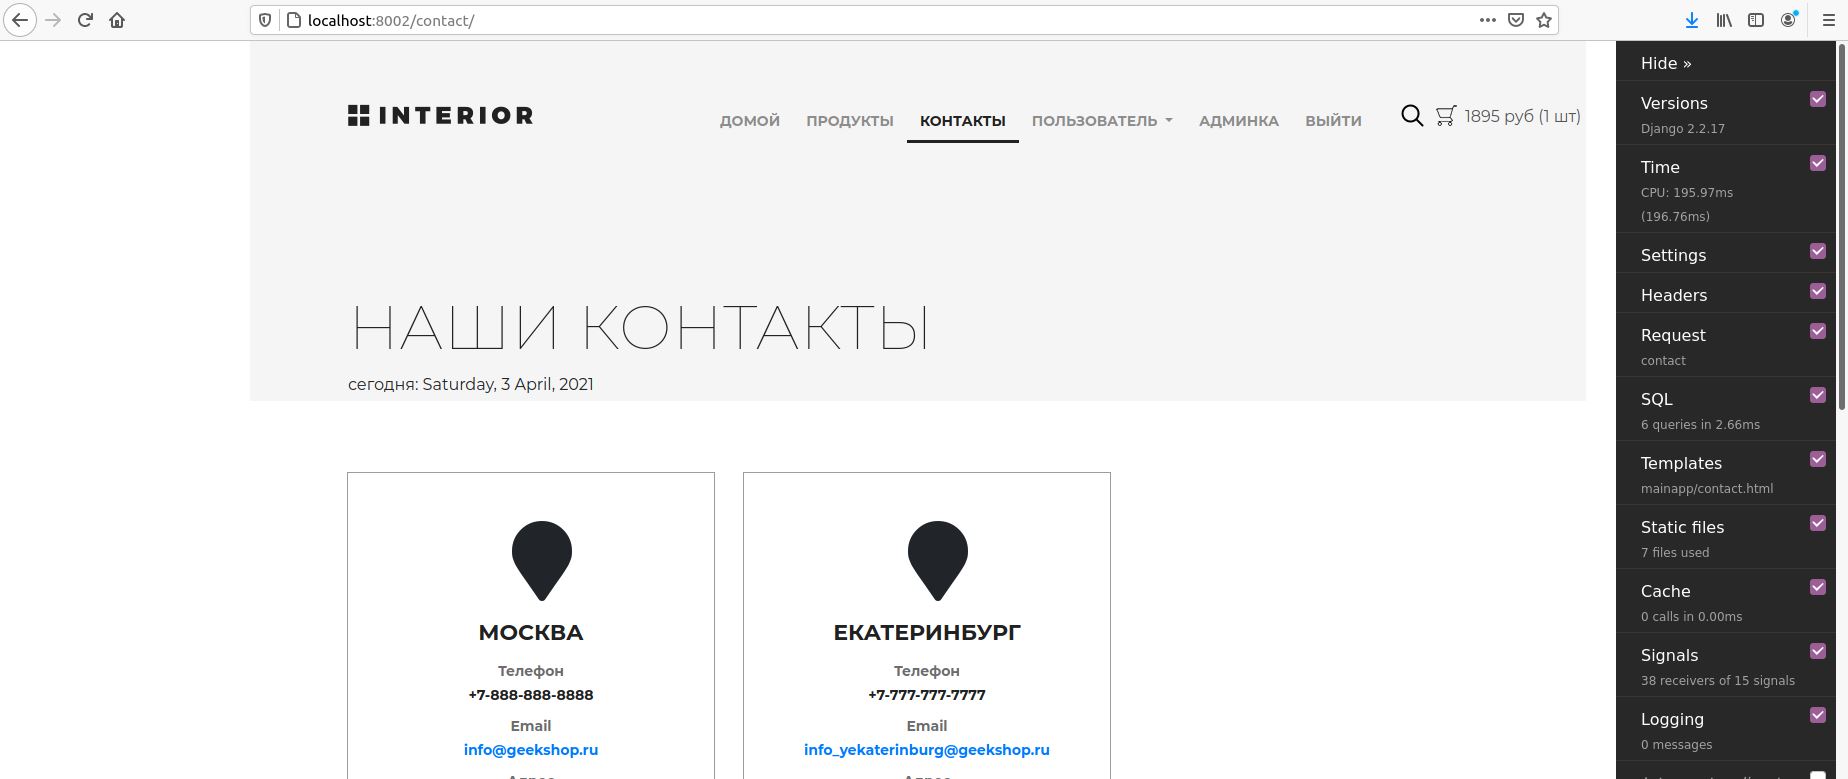 localhost:8002/contact/
INTERIOR
ДОМОЙ ПРОДУКТЫ КОНТАКТЫ ПОЛЬЗОВАТЕЛЬ АДМИНКА ВЫЙТИ 1895 руб (1 шт)
НАШИ КОНТАКТЫ
сегодня: Saturday, 3 April, 2021
МОСКВА
Телефон
+7-888-888-8888
Email
info@geekshop.ru
ЕКАТЕРИНБУРГ
Телефон
+7-777-777-7777
Email
info_yekaterinburg@geekshop.ru
Hide »
Versions
Django 2.2.17
Time
CPU: 195.97ms
(196.76ms)
Settings
Headers
Request
contact
SQL
6 queries in 2.66ms
Templates
mainapp/contact.html
Static files
7 files used
Cache
0 calls in 0.00ms
Signals
38 receivers of 15 signals
Logging
0 messages